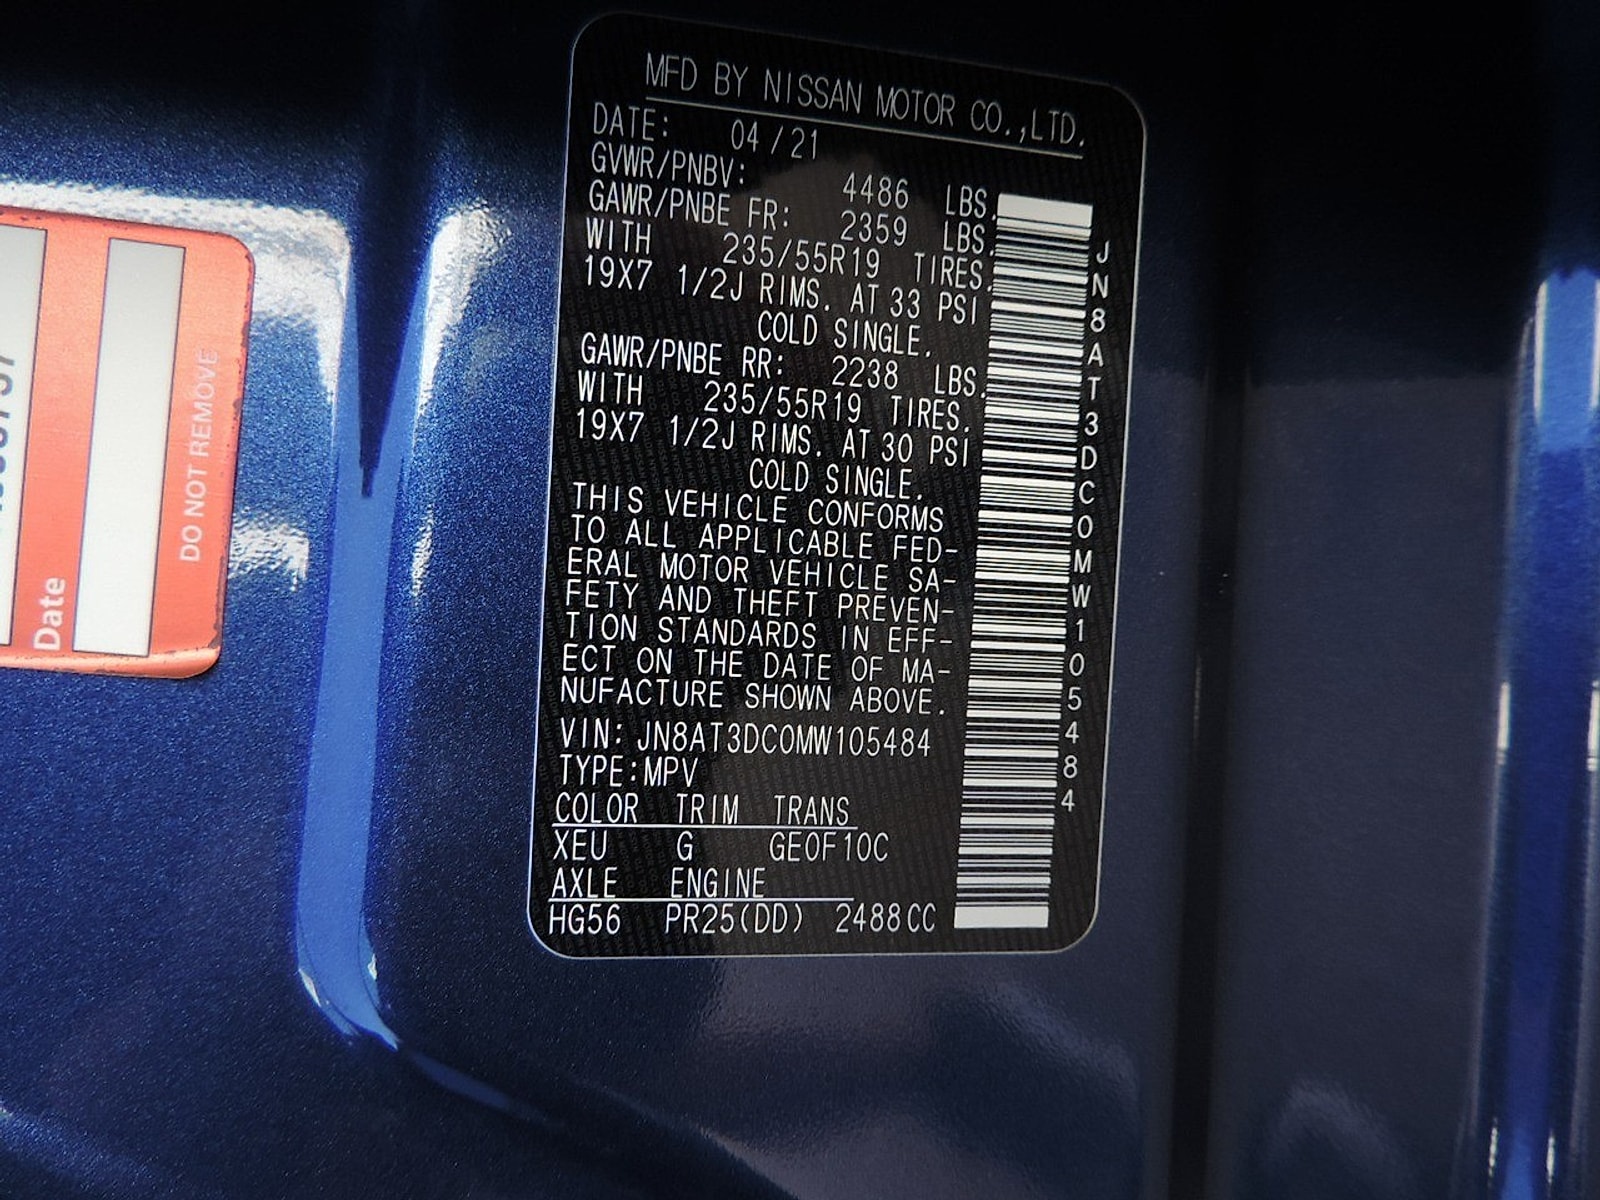 MFD BY NISSAN MOTOR CO.,LTD.
DATE: 04/21
GVWR/PNBV: 4486 LBS.
GAWR/PNBE FR: 2359 LBS.
WITH 235/55R19 TIRES.
19X7 1/2J RIMS. AT 33 PSI
COLD SINGLE.
GAWR/PNBE RR: 2238 LBS.
WITH 235/55R19 TIRES.
19X7 1/2J RIMS. AT 30 PSI
COLD SINGLE.
THIS VEHICLE CONFORMS
TO ALL APPLICABLE FED-
ERAL MOTOR VEHICLE SA-
FETY AND THEFT PREVEN-
TION STANDARDS IN EFF-
ECT ON THE DATE OF MA-
NUFACTURE SHOWN ABOVE.
VIN: JN8AT3DC0MW105484
TYPE:MPV
COLOR TRIM TRANS
XEU G GE0F10C
AXLE ENGINE
HG56 PR25(DD) 2488CC
JN8AT3DC0MW105484
Date
DO NOT REMOVE